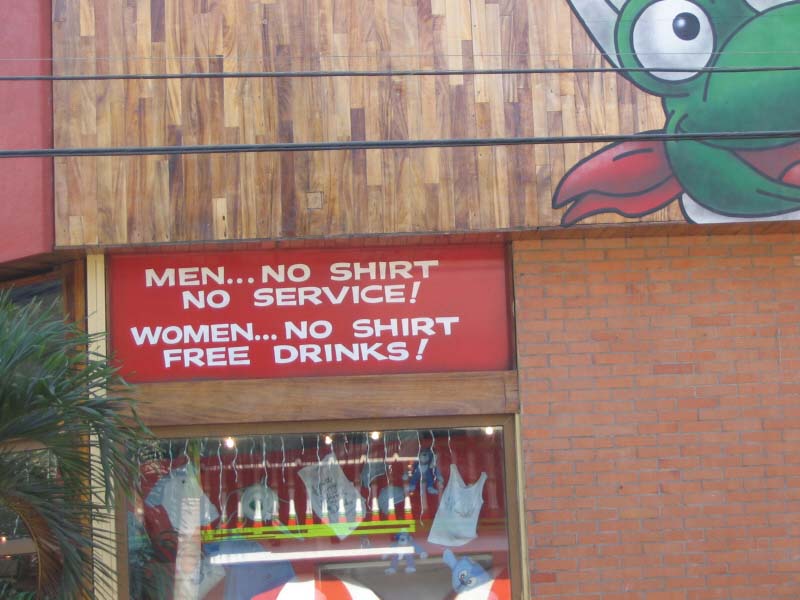 MEN... NO SHIRT
NO SERVICE!
WOMEN... NO SHIRT
FREE DRINKS!